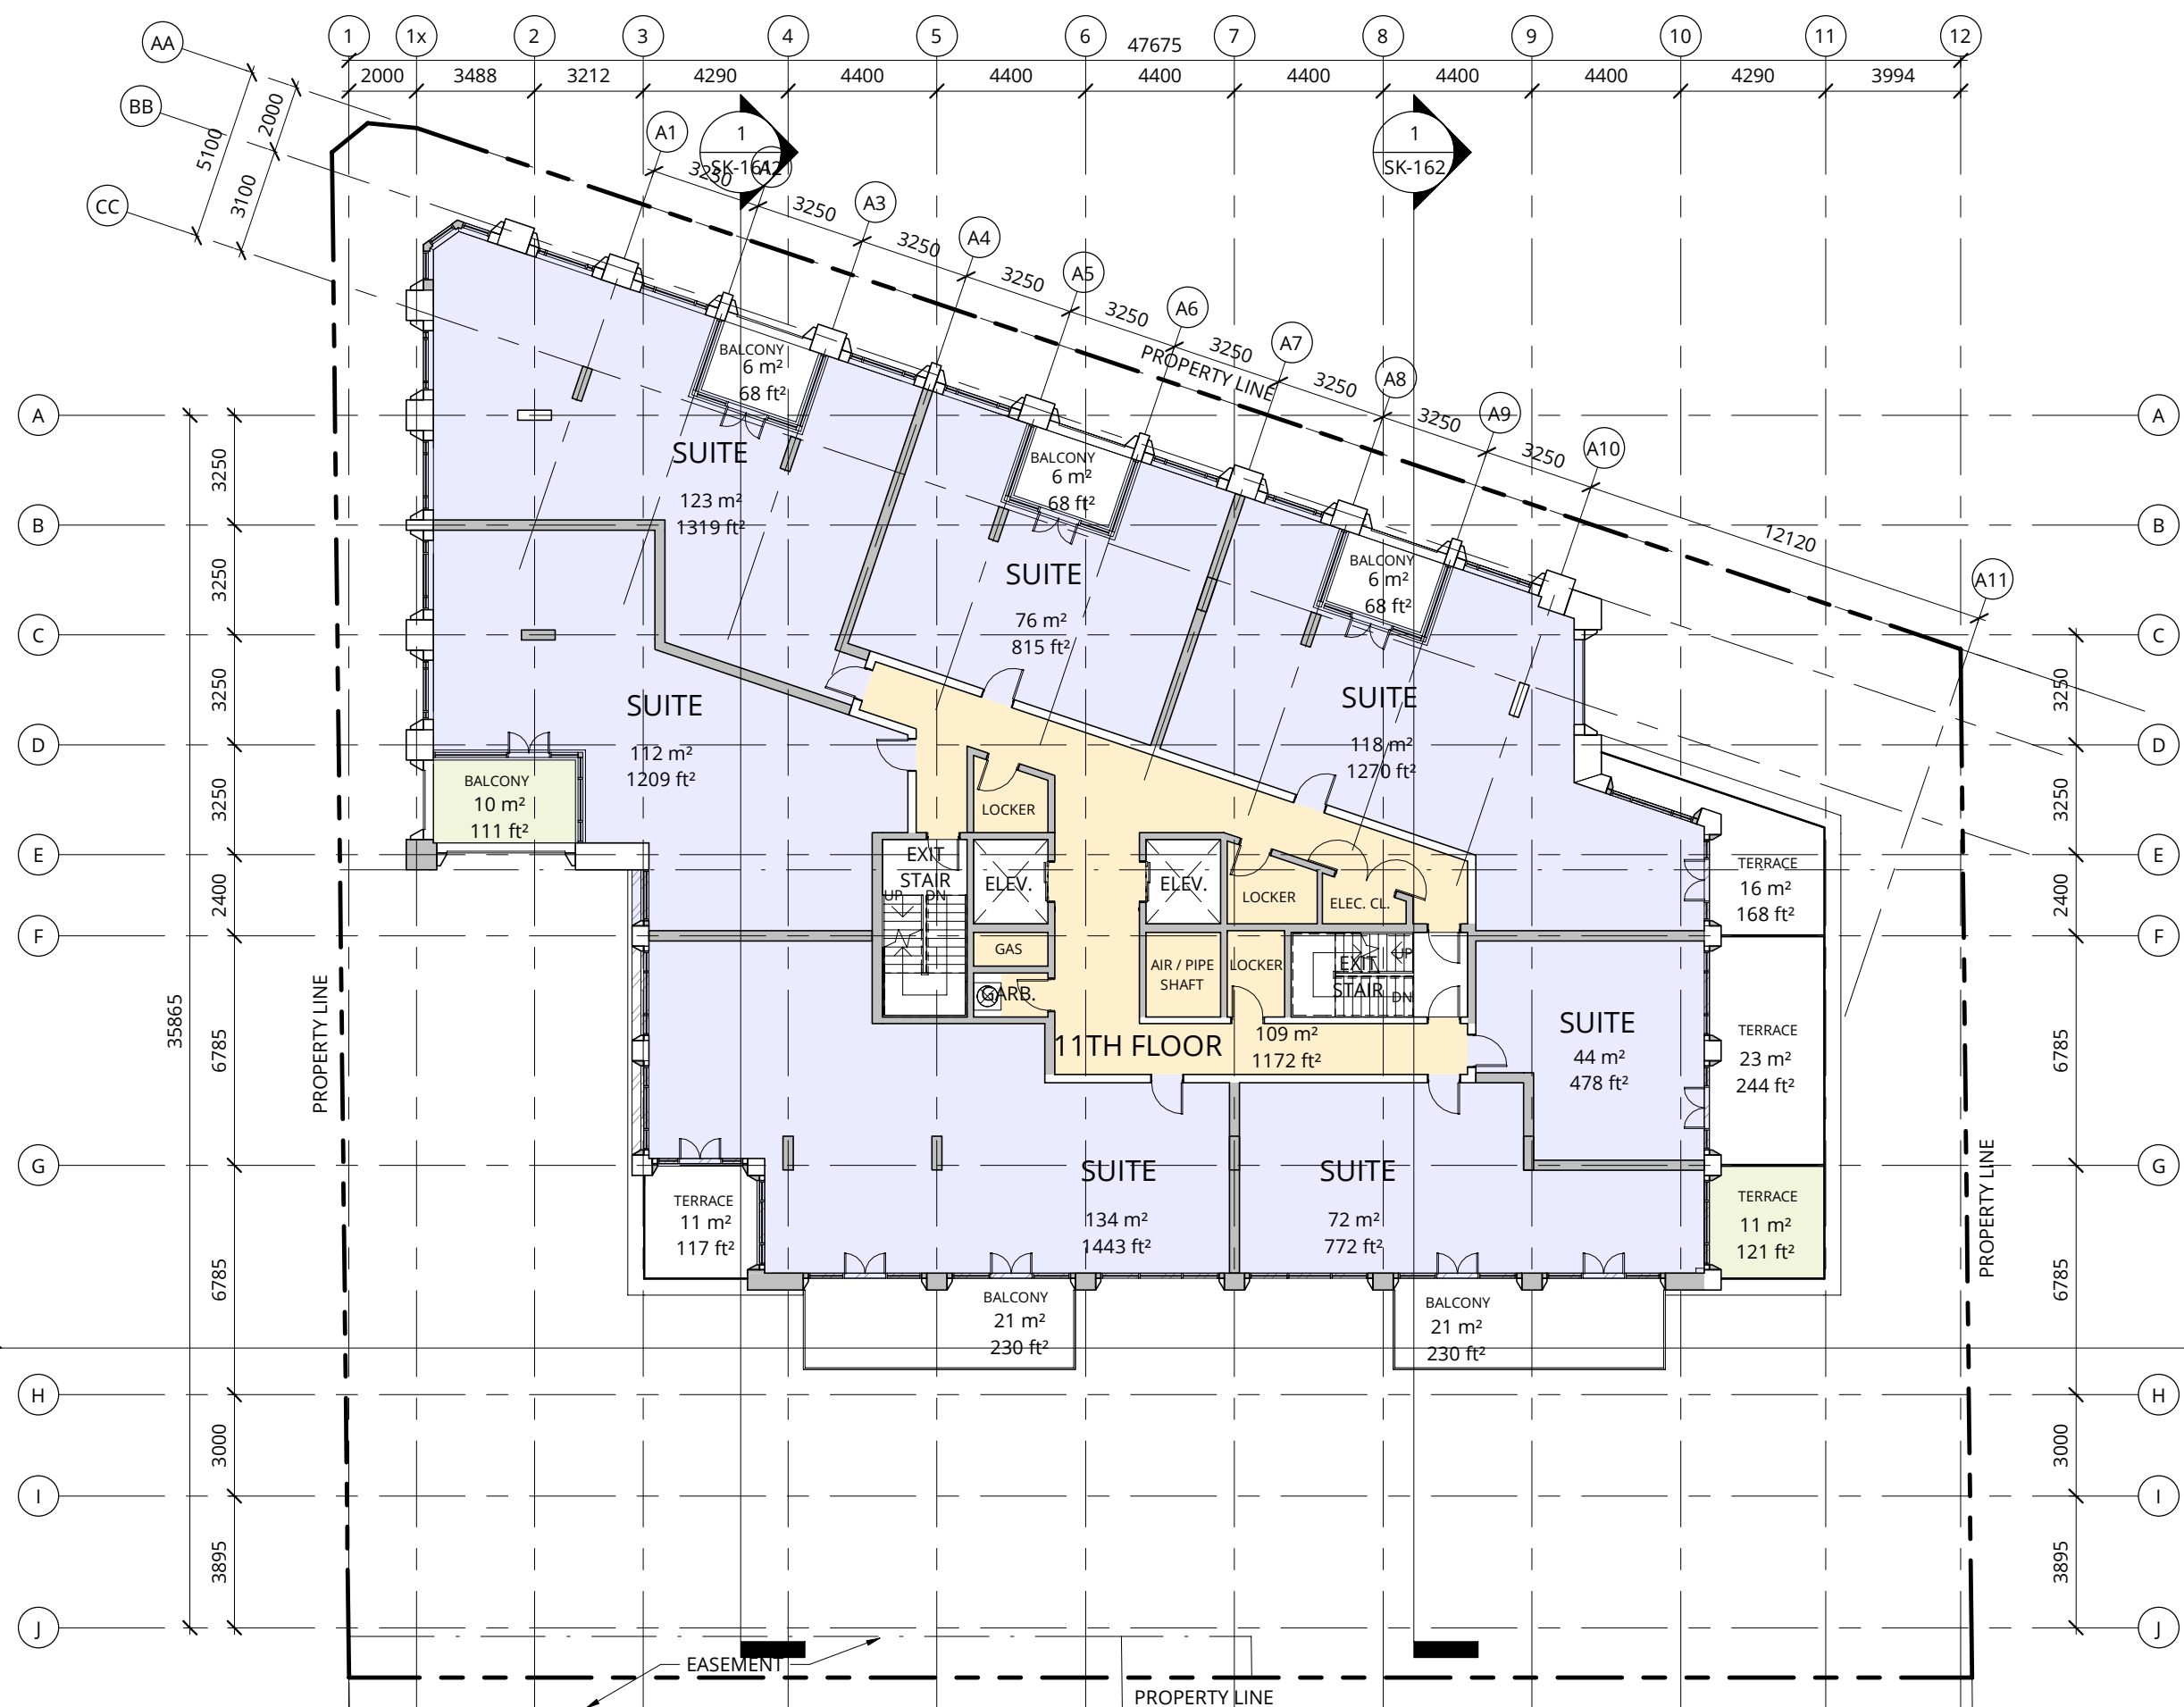 AA
1
1x
2
3
4
5
6
7
8
9
10
11
12
47675
2000
3488
3212
4290
4400
4400
4400
4400
4400
4400
4290
3994
BB
CC
5100
2000
3100
A1
A2
A3
A4
A5
A6
A7
A8
A9
A10
A11
1
SK-161
1
SK-162
3250
3250
3250
3250
3250
3250
3250
3250
3250
12120
PROPERTY LINE
A
B
C
D
E
F
G
H
I
J
A
B
C
D
E
F
G
H
I
J
35865
3250
3250
3250
3250
2400
6785
6785
3000
3895
3250
3250
2400
6785
6785
3000
3895
BALCONY
6 m²
68 ft²
SUITE
123 m²
1319 ft²
BALCONY
6 m²
68 ft²
SUITE
76 m²
815 ft²
BALCONY
6 m²
68 ft²
SUITE
118 m²
1270 ft²
SUITE
112 m²
1209 ft²
BALCONY
10 m²
111 ft²
LOCKER
EXIT
STAIR
UP
DN
ELEV.
ELEV.
LOCKER
ELEC. CL.
GAS
GARB.
AIR / PIPE
SHAFT
LOCKER
EXIT
STAIR
UP
DN
11TH FLOOR
109 m²
1172 ft²
TERRACE
16 m²
168 ft²
SUITE
44 m²
478 ft²
TERRACE
23 m²
244 ft²
TERRACE
11 m²
117 ft²
SUITE
134 m²
1443 ft²
SUITE
72 m²
772 ft²
TERRACE
11 m²
121 ft²
BALCONY
21 m²
230 ft²
BALCONY
21 m²
230 ft²
PROPERTY LINE
PROPERTY LINE
EASEMENT
PROPERTY LINE